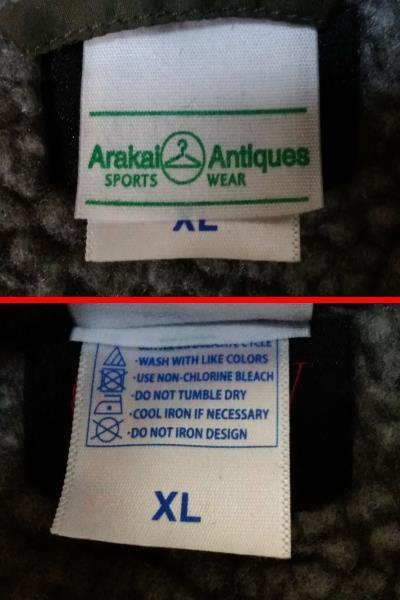 Arakai Antiques
SPORTS WEAR
XL
CYCLE
·WASH WITH LIKE COLORS
·USE NON-CHLORINE BLEACH
·DO NOT TUMBLE DRY
·COOL IRON IF NECESSARY
·DO NOT IRON DESIGN
XL